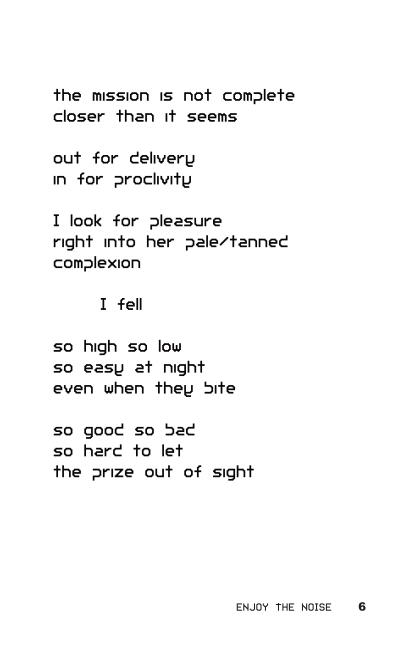 the mission is not complete
closer than it seems
out for delivery
in for proclivity
I look for pleasure
right into her pale/tanned
complexion
I fell
so high so low
so easy at night
even when they bite
so good so bad
so hard to let
the prize out of sight
ENJOY THE NOISE 6